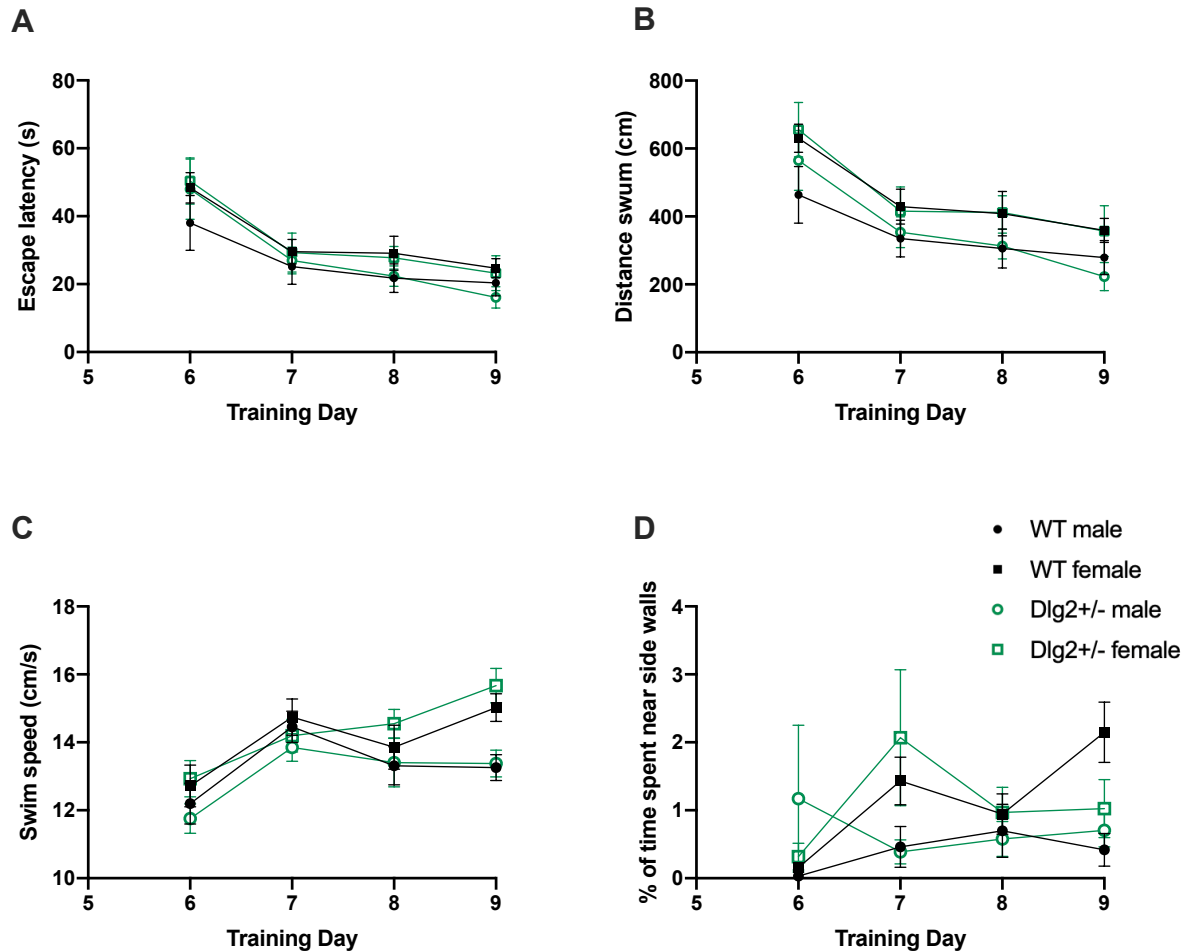 A
Escape latency (s)
80
60
40
20
0
5
6
7
8
9
Training Day
B
Distance swum (cm)
800
600
400
200
0
5
6
7
8
9
Training Day
C
Swim speed (cm/s)
18
16
14
12
10
5
6
7
8
9
Training Day
D
WT male
WT female
Dlg2+/- male
Dlg2+/- female
% of time spent near side walls
4
3
2
1
0
5
6
7
8
9
Training Day